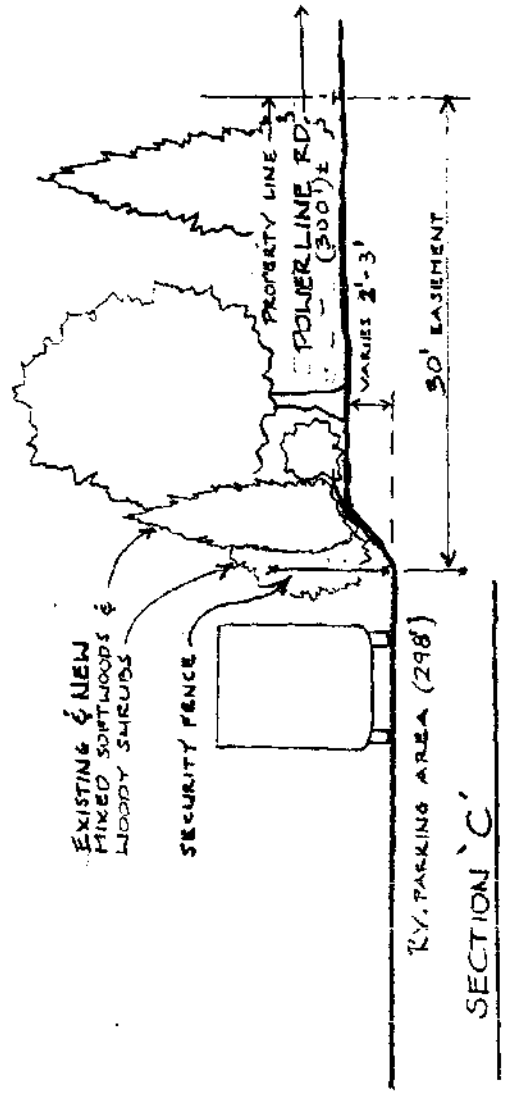 EXISTING & NEW
MIXED SOFTWOODS &
WOODY SHRUBS
SECURITY FENCE
PROPERTY LINE
POWERLINE RD.
(300')±
VARIES 2'-3'
30' EASEMENT
R.V. PARKING AREA (298')
SECTION 'C'